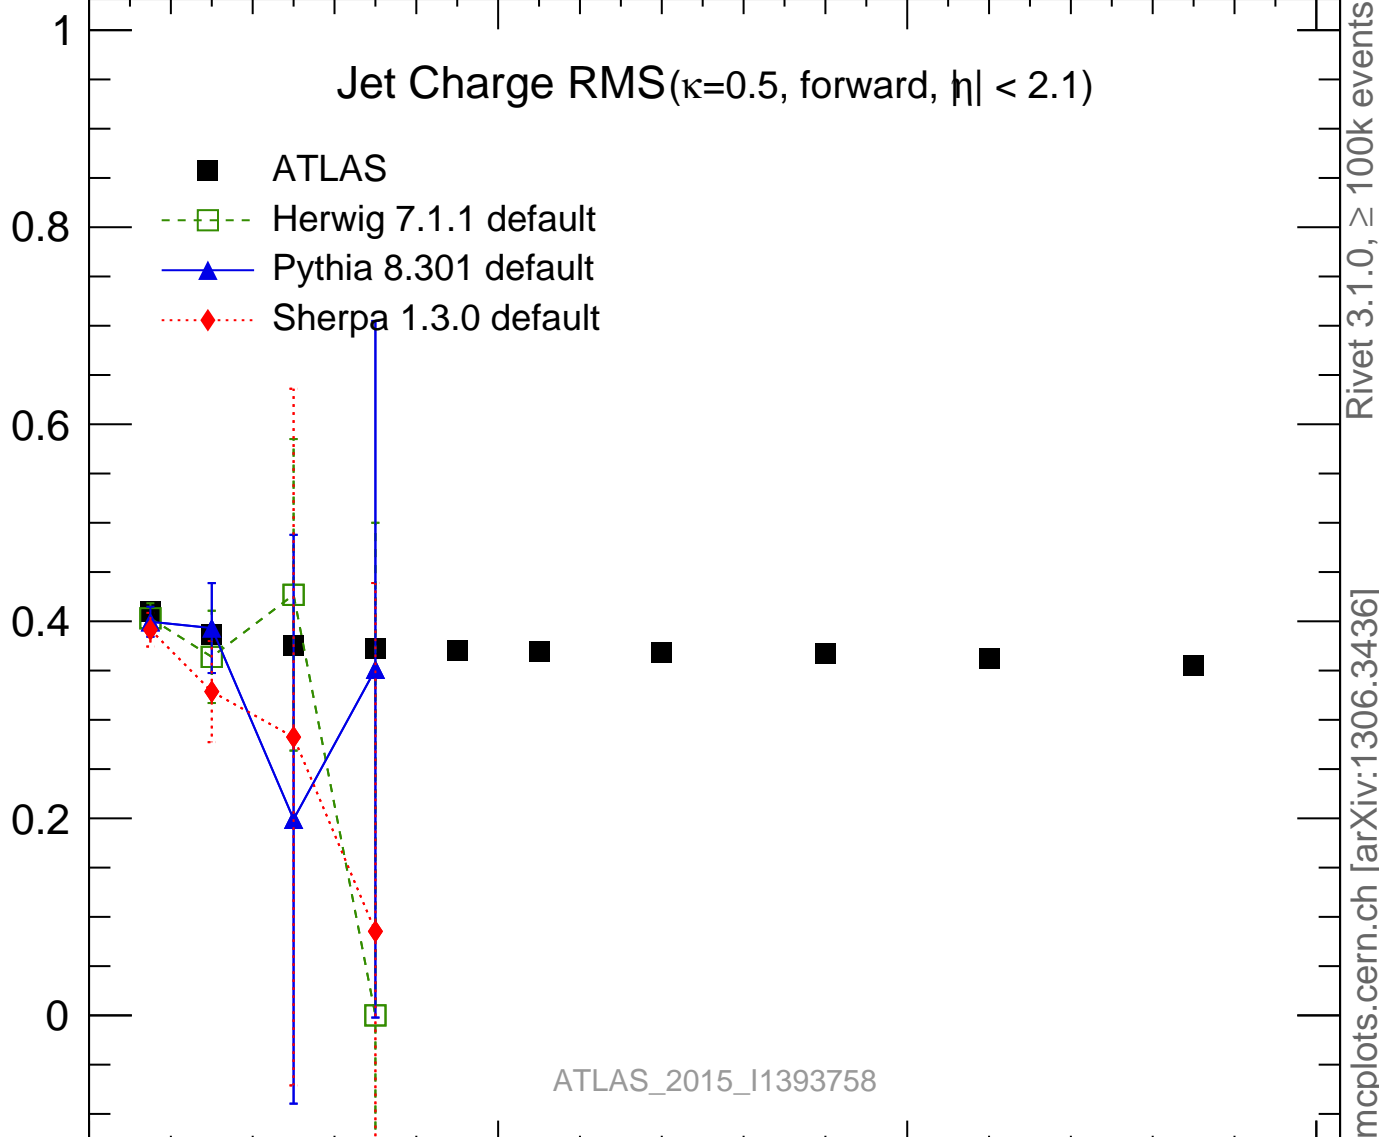 1
Jet Charge RMS(κ=0.5, forward, |η| < 2.1)
ATLAS
Herwig 7.1.1 default
Pythia 8.301 default
Sherpa 1.3.0 default
0.8
0.6
0.4
0.2
0
ATLAS_2015_I1393758
Rivet 3.1.0, ≥ 100k events
mcplots.cern.ch [arXiv:1306.3436]